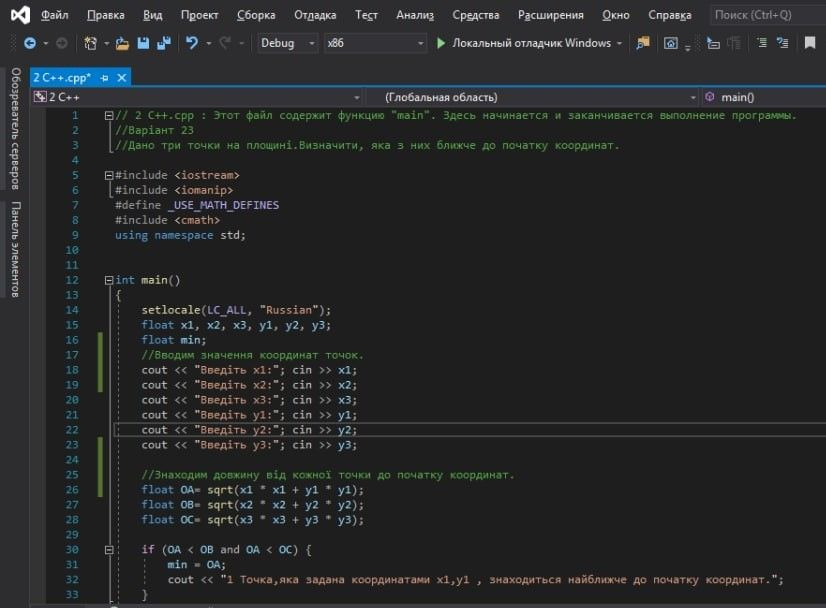 Файл Правка Вид Проект Сборка Отладка Тест Анализ Средства Расширения Окно Справка Поиск (Ctrl+Q)
Debug x86 Локальный отладчик Windows
Обозреватель серверов
Панель элементов
2 C++.cpp*
2 C++ (Глобальная область) main()
1 // 2 C++.cpp : Этот файл содержит функцию "main". Здесь начинается и заканчивается выполнение программы.
2 //Варіант 23
3 //Дано три точки на площині.Визначити, яка з них ближче до початку координат.
4
5 #include <iostream>
6 #include <iomanip>
7 #define _USE_MATH_DEFINES
8 #include <cmath>
9 using namespace std;
10
11
12 int main()
13 {
14 setlocale(LC_ALL, "Russian");
15 float x1, x2, x3, y1, y2, y3;
16 float min;
17 //Вводим значення координат точок.
18 cout << "Введіть x1:"; cin >> x1;
19 cout << "Введіть x2:"; cin >> x2;
20 cout << "Введіть x3:"; cin >> x3;
21 cout << "Введіть y1:"; cin >> y1;
22 cout << "Введіть y2:"; cin >> y2;
23 cout << "Введіть y3:"; cin >> y3;
24
25 //Знаходим довжину від кожної точки до початку координат.
26 float OA= sqrt(x1 * x1 + y1 * y1);
27 float OB= sqrt(x2 * x2 + y2 * y2);
28 float OC= sqrt(x3 * x3 + y3 * y3);
29
30 if (OA < OB and OA < OC) {
31 min = OA;
32 cout << "1 Точка,яка задана координатами x1,y1 , знаходиться найближче до початку координат.";
33 }